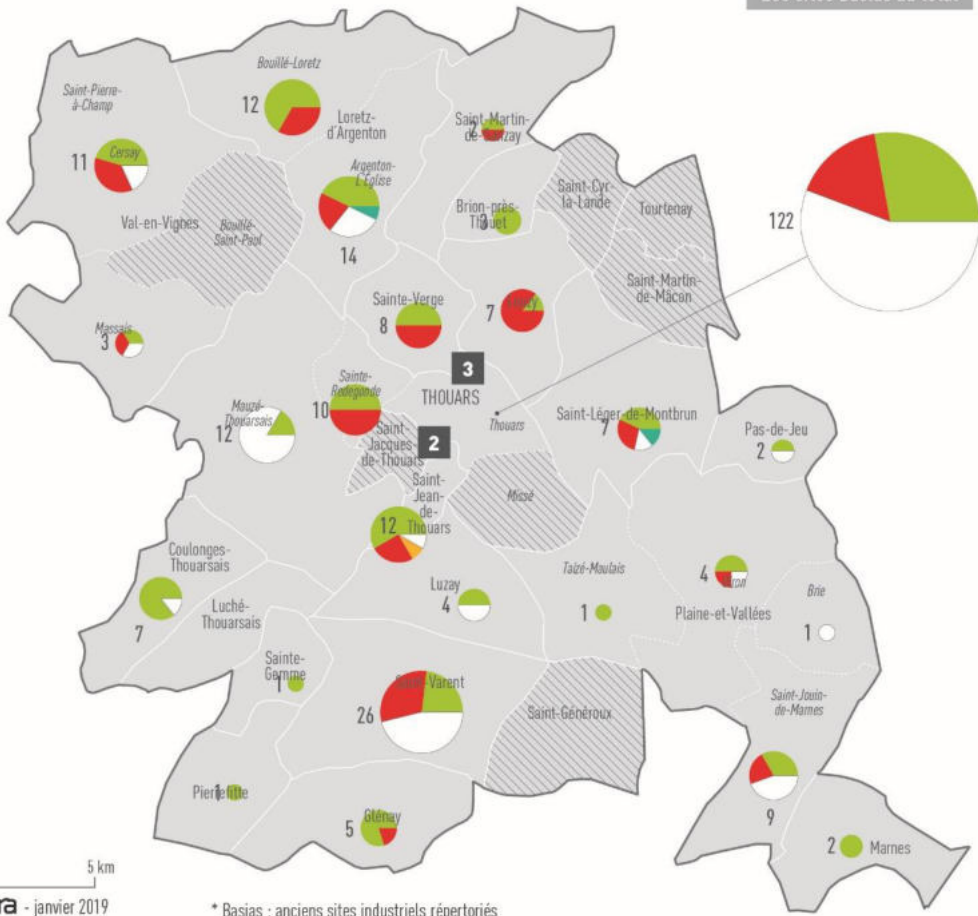 Saint-Pierre-
à-Champ
Bouillé-Loretz
12
Loretz-
d'Argenton
Saint-Martin-
de-Sanzay
2
Cersay
11
Argenton-
L'Église
14
Val-en-Vignes
Bouillé-
Saint-Paul
Brion-près-
Thouet
3
Saint-Cyr-
la-Lande
Tourtenay
122
Saint-Martin-
de-Mâcon
Massais
3
Sainte-Verge
8
7
3
THOUARS
Thouars
Sainte-
Radegonde
10
Mauzé-
Thouarsais
12
Saint-
Jacques-
de-Thouars
2
Saint-Léger-de-Montbrun
7
Pas-de-Jeu
2
Missé
Saint-
Jean-
de-
Thouars
12
Coulonges-
Thouarsais
7
Luché-
Thouarsais
Luzay
4
Taizé-Maulais
1
4
Plaine-et-Vallées
Brie
1
Sainte-
Gemme
1
Saint-Varent
26
Saint-Généroux
Saint-Jouin-
de-Marnes
9
Pierrefitte
1
Glénay
5
2
Marnes
5 km
ra - janvier 2019
* Basias : anciens sites industriels répertoriés